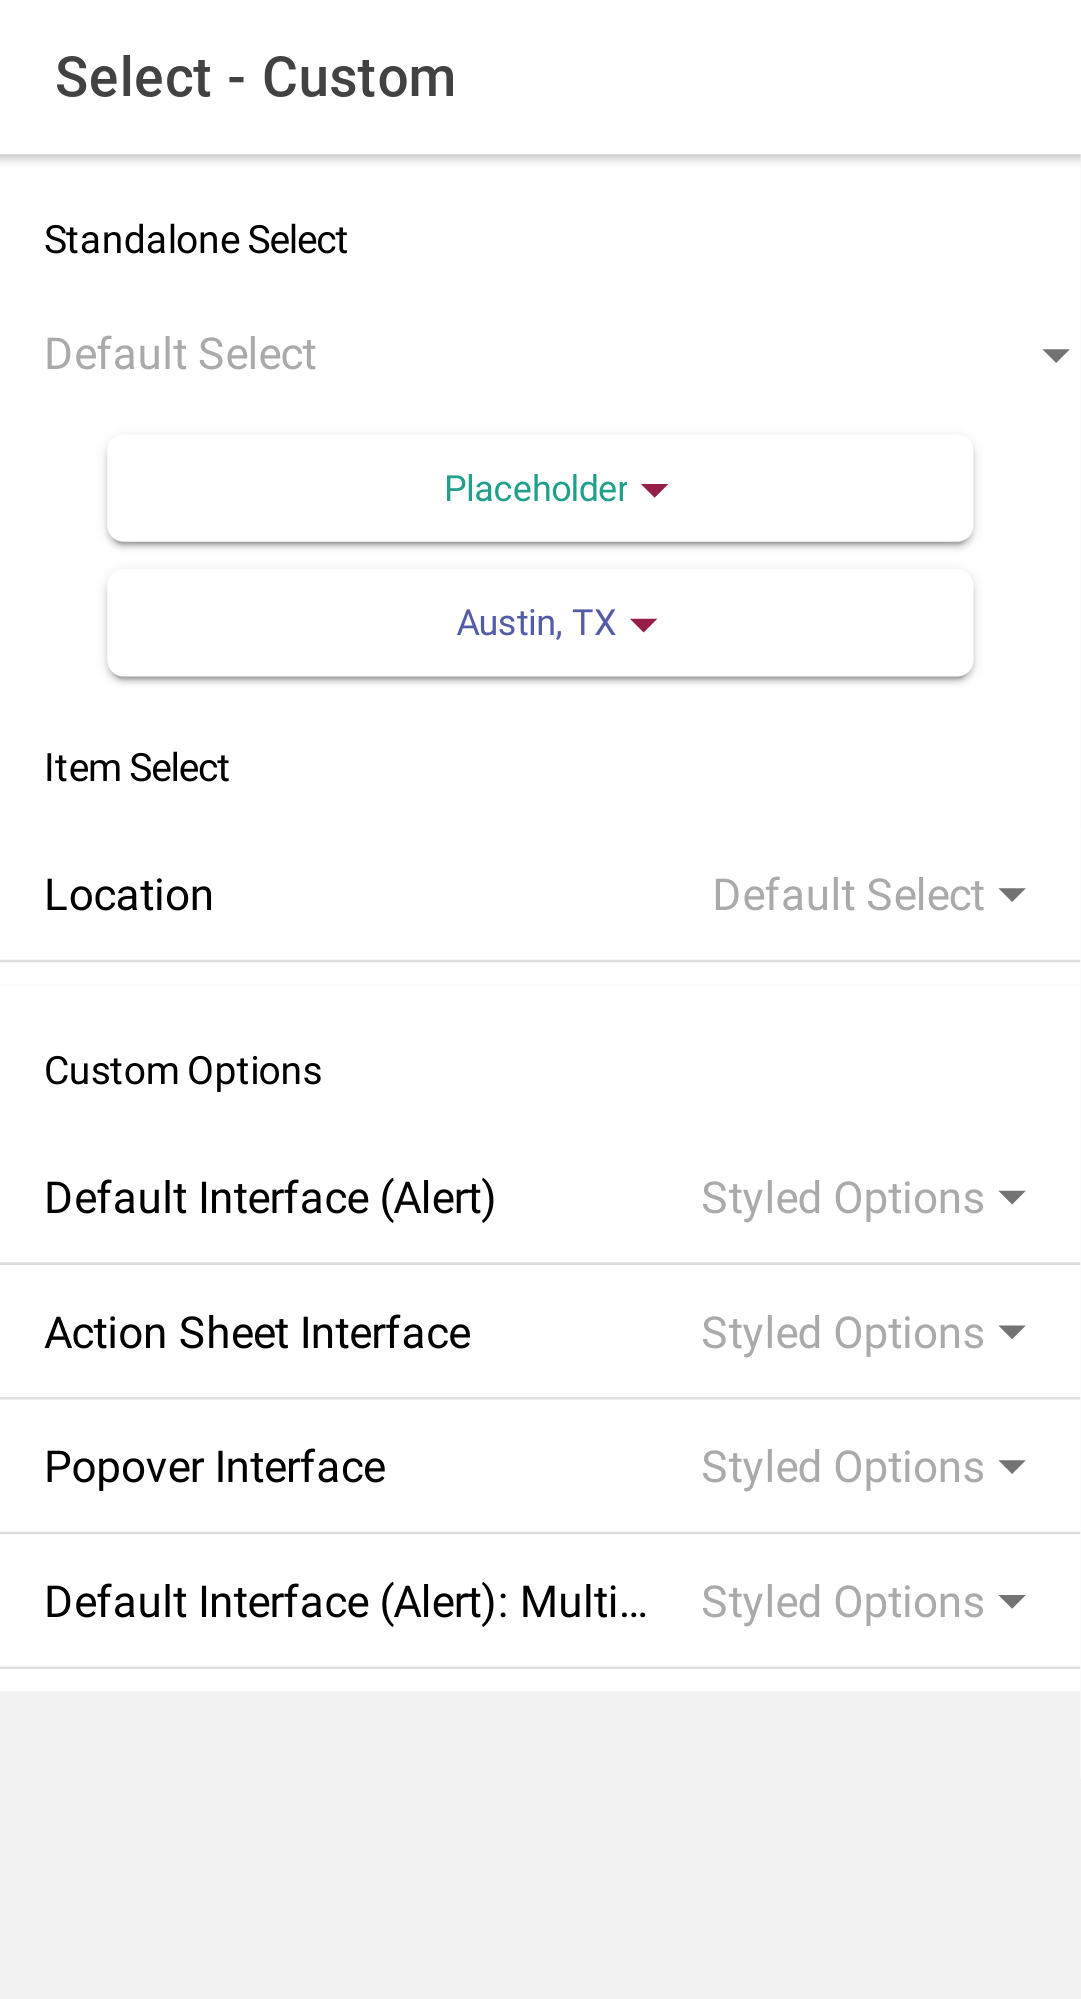 Select - Custom
Standalone Select
Default Select
Placeholder
Austin, TX
Item Select
Location Default Select
Custom Options
Default Interface (Alert) Styled Options
Action Sheet Interface Styled Options
Popover Interface Styled Options
Default Interface (Alert): Multi... Styled Options